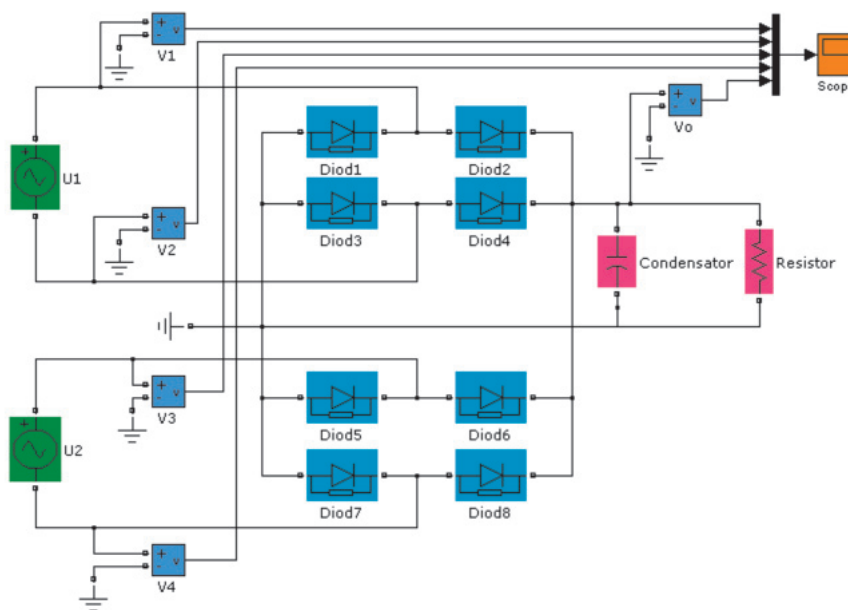 V1
Scop
Vo
U1
Diod1
Diod2
V2
Diod3
Diod4
Condensator
Resistor
V3
Diod5
Diod6
U2
Diod7
Diod8
V4